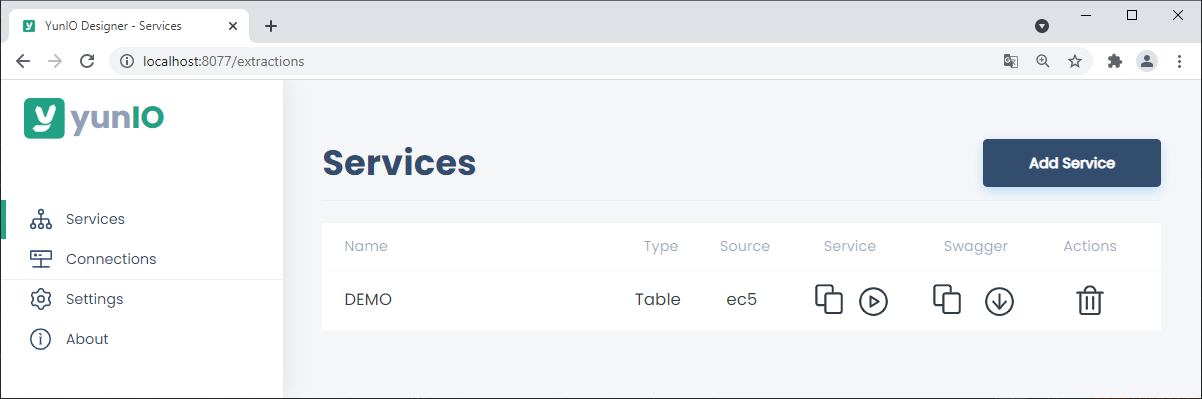 YunIO Designer - Services
localhost:8077/extractions
yunIO
Services
Add Service
Services
Connections
Settings
About
Name Type Source Service Swagger Actions
DEMO Table ec5